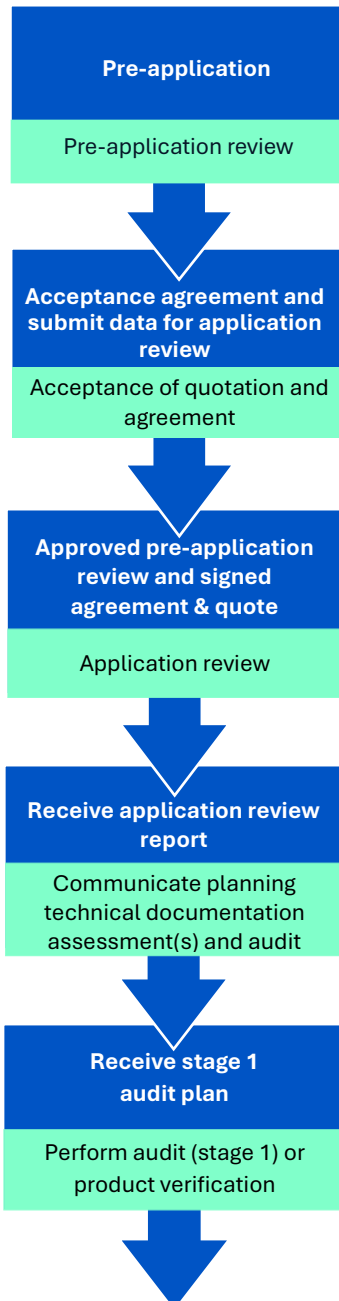 Pre-application
Pre-application review
Acceptance agreement and
submit data for application
review
Acceptance of quotation and
agreement
Approved pre-application
review and signed
agreement & quote
Application review
Receive application review
report
Communicate planning
technical documentation
assessment(s) and audit
Receive stage 1
audit plan
Perform audit (stage 1) or
product verification